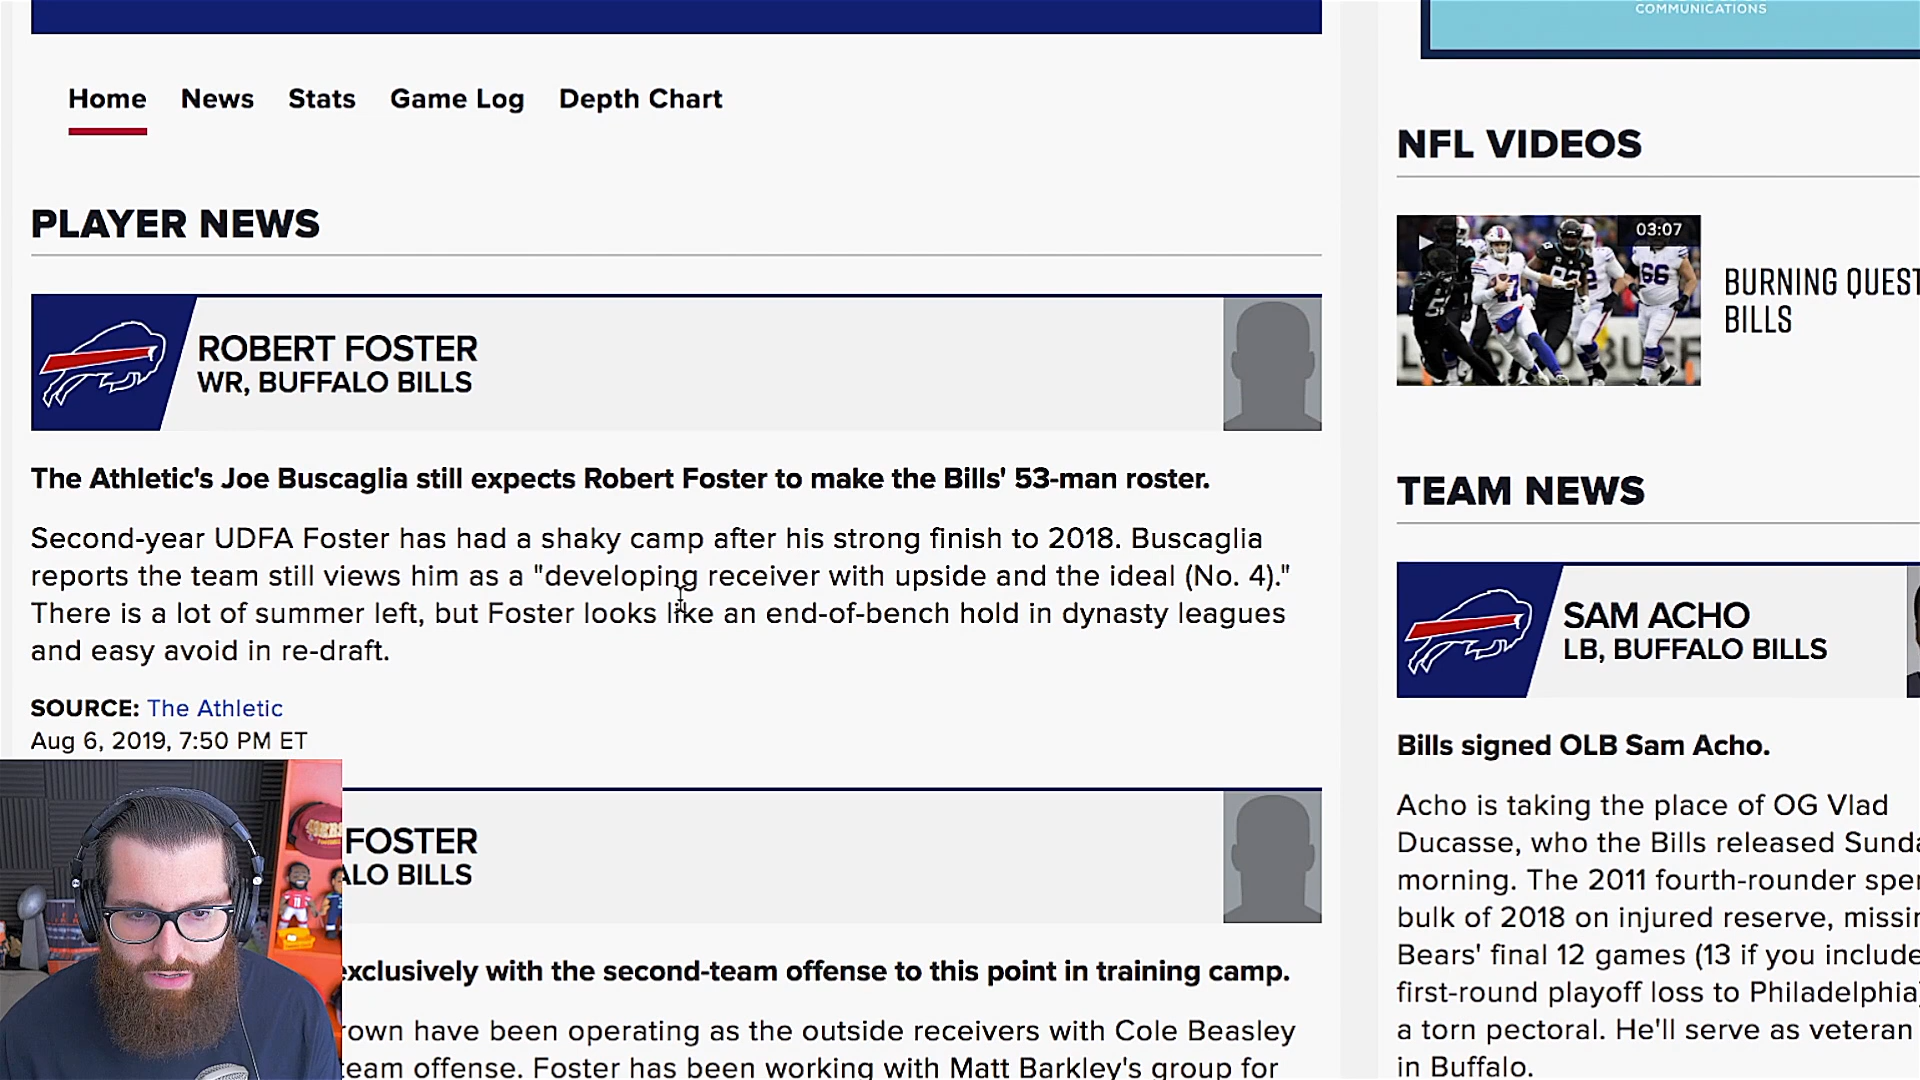 COMMUNICATIONS
Home News Stats Game Log Depth Chart
PLAYER NEWS
ROBERT FOSTER
WR, BUFFALO BILLS
The Athletic's Joe Buscaglia still expects Robert Foster to make the Bills' 53-man roster.
Second-year UDFA Foster has had a shaky camp after his strong finish to 2018. Buscaglia
reports the team still views him as a "developing receiver with upside and the ideal (No. 4)."
There is a lot of summer left, but Foster looks like an end-of-bench hold in dynasty leagues
and easy avoid in re-draft.
SOURCE: The Athletic
Aug 6, 2019, 7:50 PM ET
FOSTER
ALO BILLS
exclusively with the second-team offense to this point in training camp.
rown have been operating as the outside receivers with Cole Beasley
team offense. Foster has been working with Matt Barkley's group for
NFL VIDEOS
03:07
BURNING QUEST
BILLS
TEAM NEWS
SAM ACHO
LB, BUFFALO BILLS
Bills signed OLB Sam Acho.
Acho is taking the place of OG Vlad
Ducasse, who the Bills released Sunda
morning. The 2011 fourth-rounder spe
bulk of 2018 on injured reserve, missin
Bears' final 12 games (13 if you include
first-round playoff loss to Philadelphia)
a torn pectoral. He'll serve as veteran
in Buffalo.